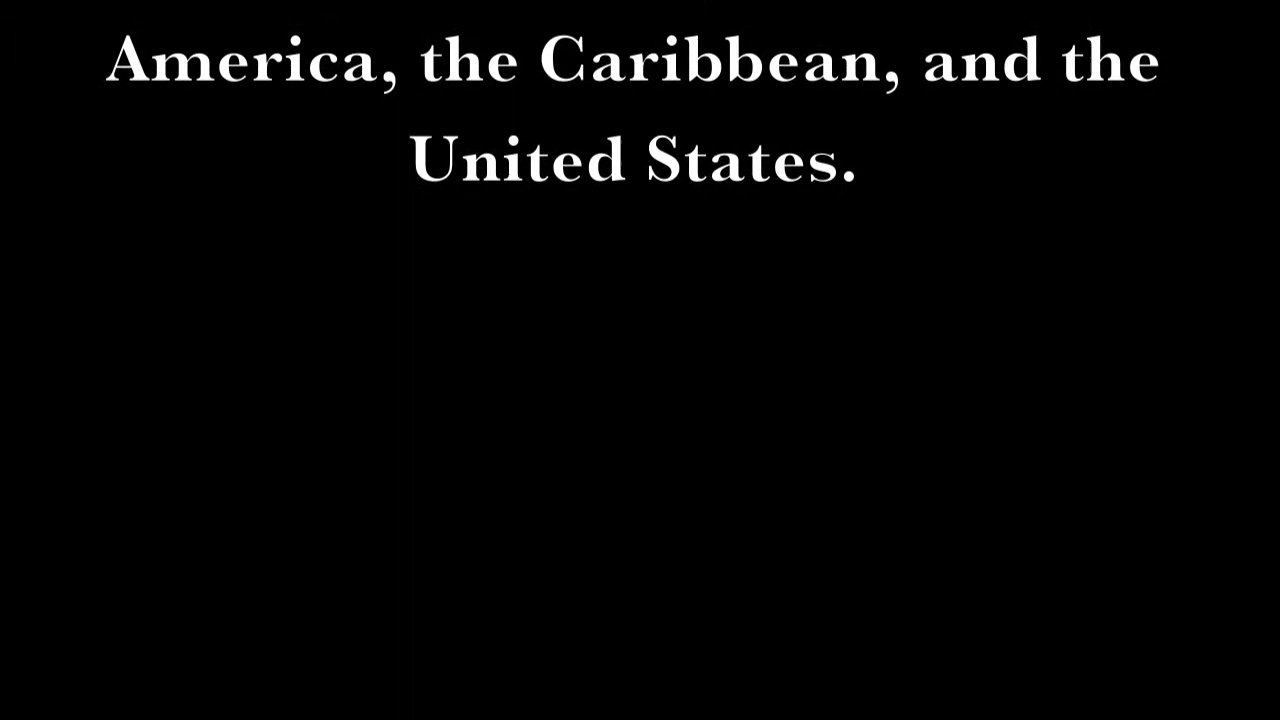 America, the Caribbean, and the
United States.